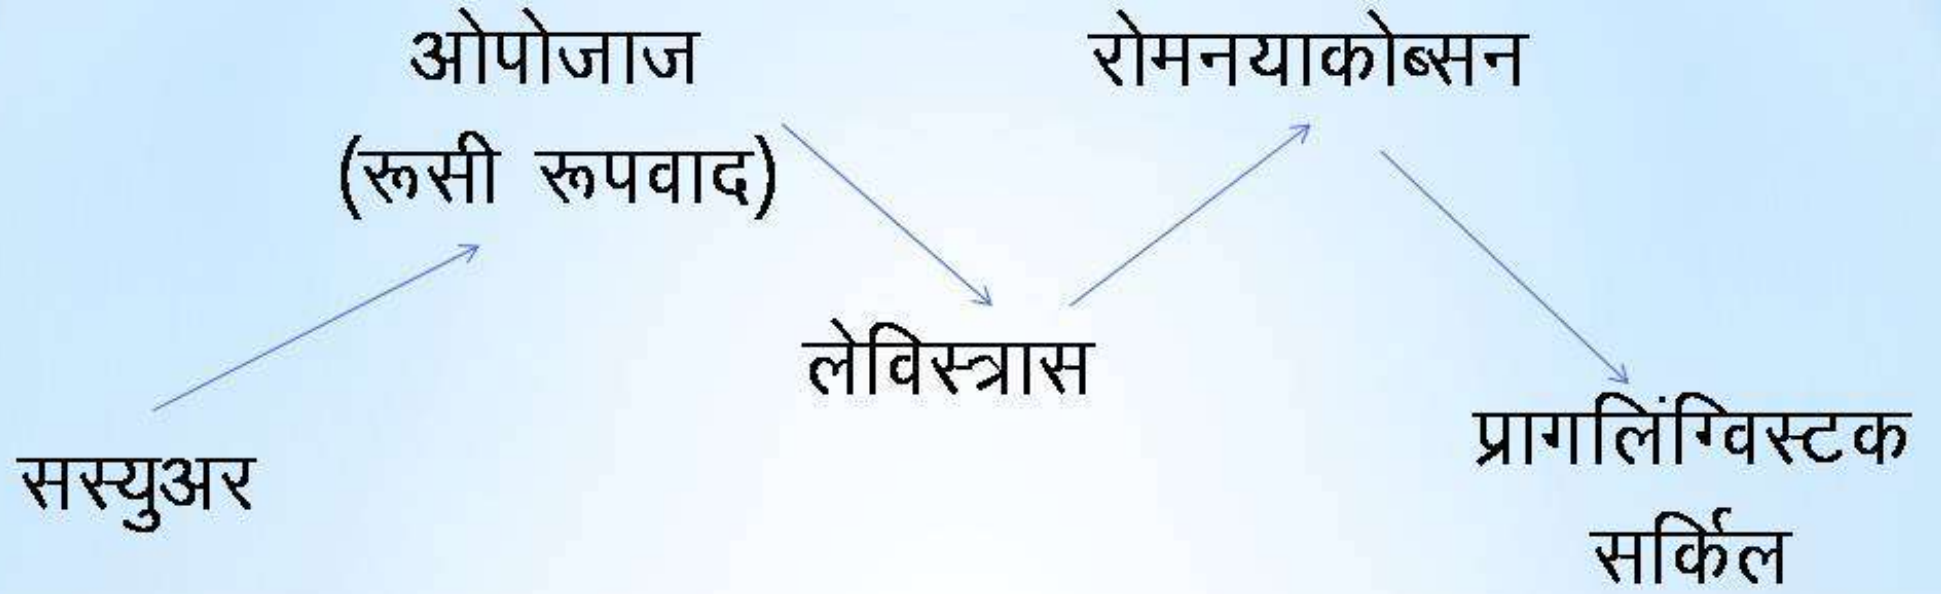 ओपोजाज
(रूसी रूपवाद)
रोमनयाकोब्सन
लेविस्त्रास
सस्युअर
प्रागलिंग्विस्टक
सर्किल